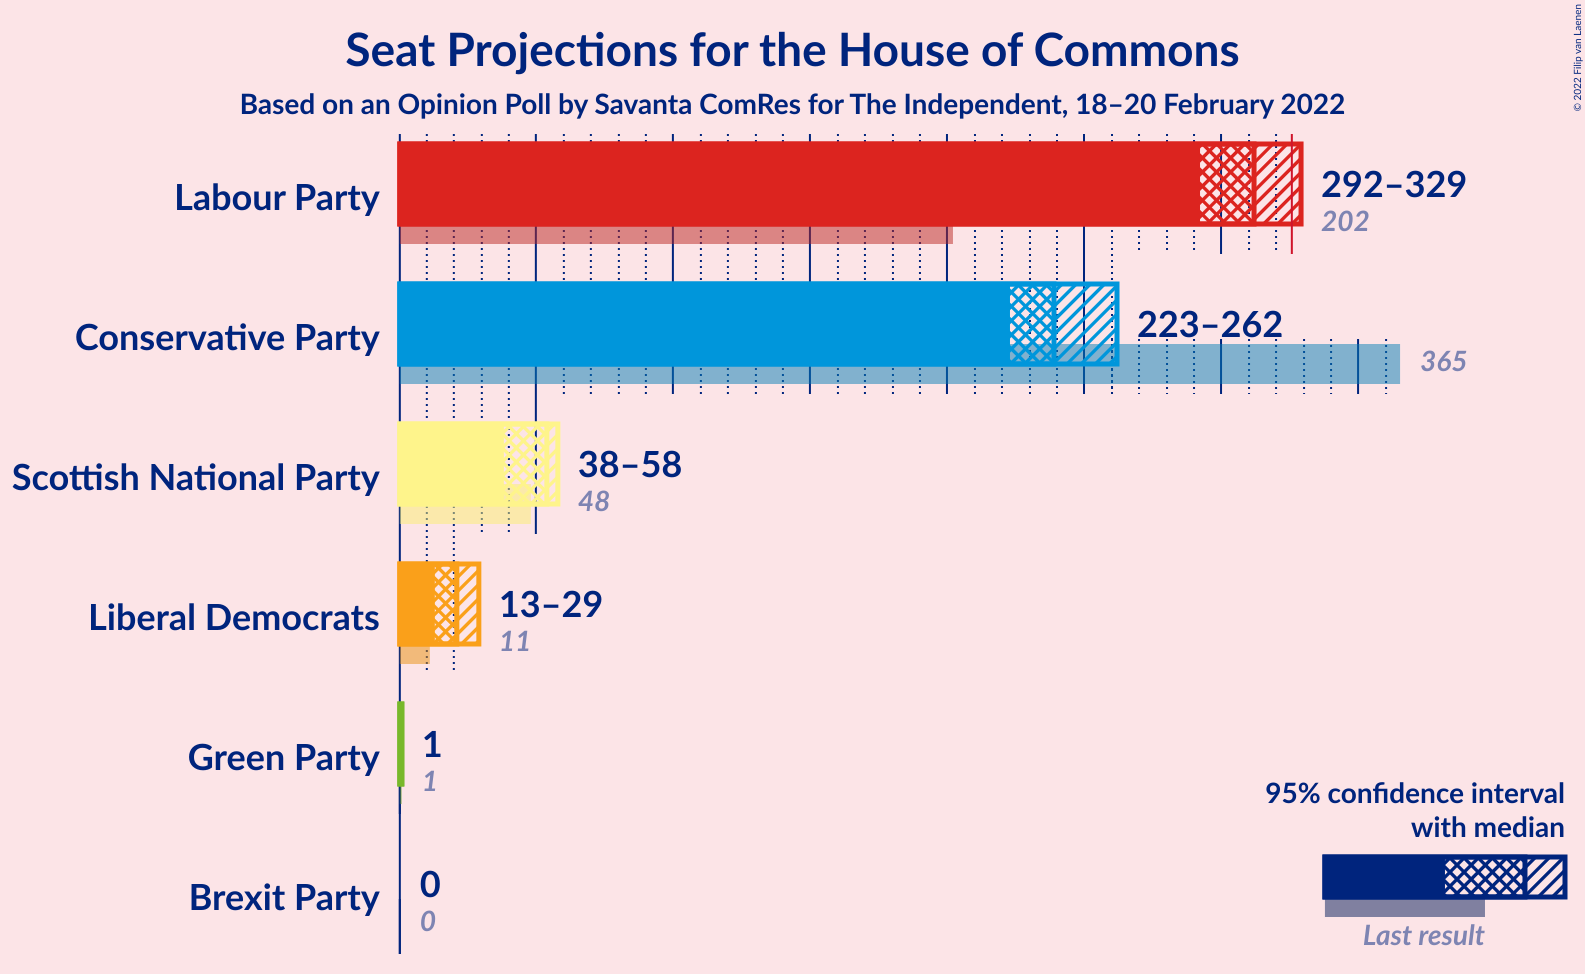 Seat Projections for the House of Commons
Based on an Opinion Poll by Savanta ComRes for The Independent, 18–20 February 2022
© 2022 Filip van Laenen
Labour Party
292–329
202
Conservative Party
223–262
365
Scottish National Party
38–58
48
Liberal Democrats
13–29
11
Green Party
1
1
Brexit Party
0
0
95% confidence interval
with median
Last result